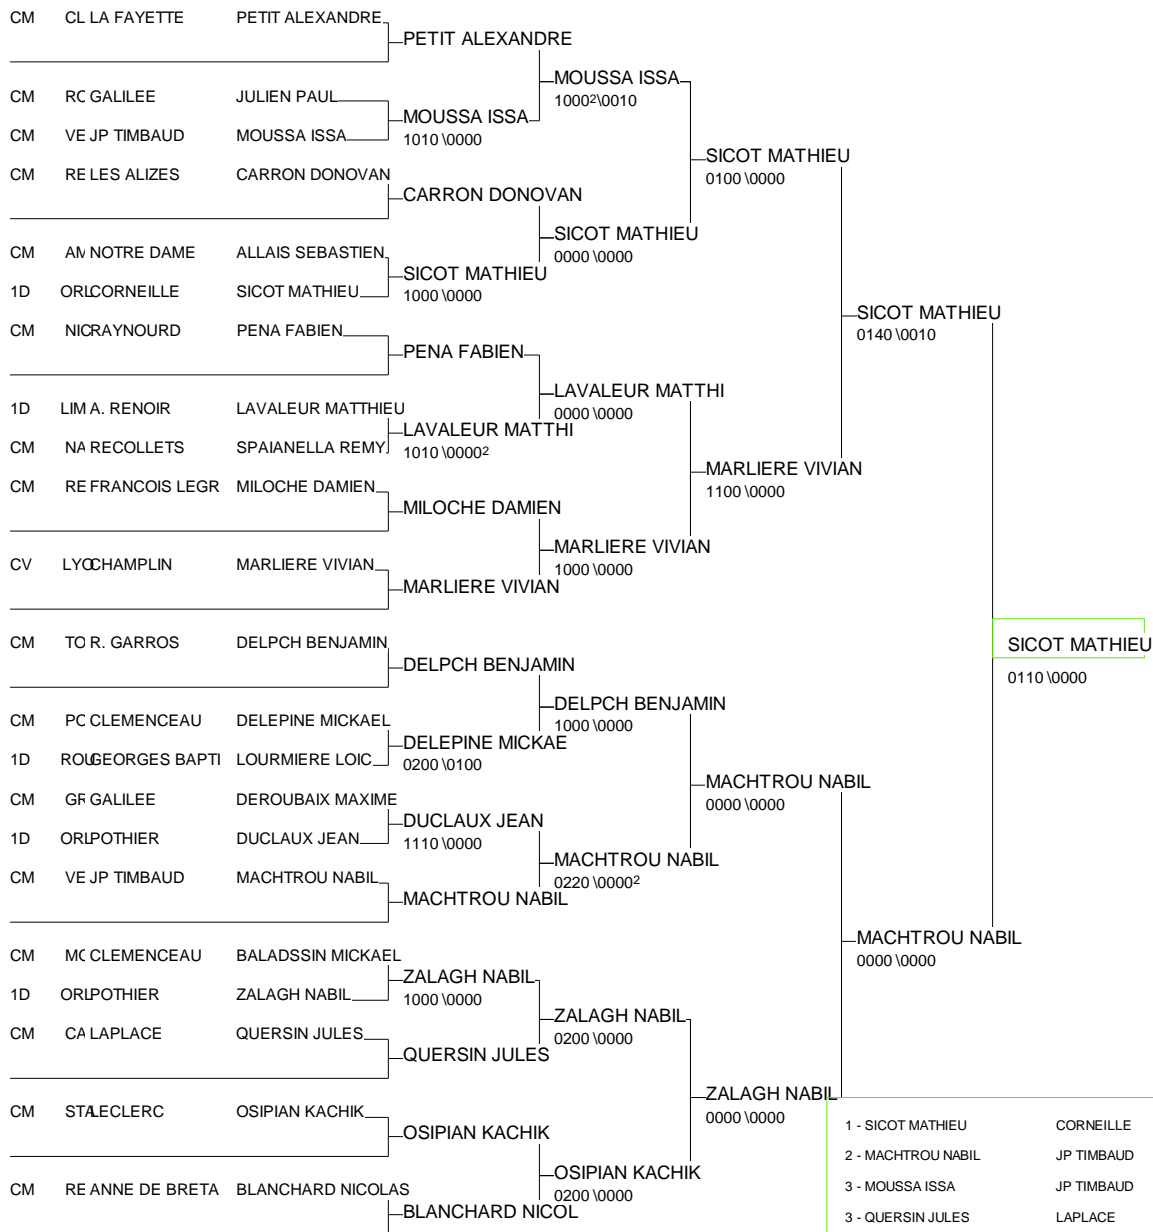 CM CL LA FAYETTE PETIT ALEXANDRE
PETIT ALEXANDRE
MOUSSA ISSA
1000² \0010
CM RO GALILEE JULIEN PAUL
MOUSSA ISSA
1010 \0000
CM VE JP TIMBAUD MOUSSA ISSA
SICOT MATHIEU
0100 \0000
CM RE LES ALIZES CARRON DONOVAN
CARRON DONOVAN
SICOT MATHIEU
0000 \0000
CM AM NOTRE DAME ALLAIS SEBASTIEN
SICOT MATHIEU
1000 \0000
1D ORL CORNEILLE SICOT MATHIEU
SICOT MATHIEU
0140 \0010
CM NIC RAYNOURD PENA FABIEN
PENA FABIEN
LAVALEUR MATTHI
0000 \0000
1D LIM A. RENOIR LAVALEUR MATTHIEU
LAVALEUR MATTHI
1010 \0000²
CM NA RECOLLETS SPAIANELLA REMY
MARLIERE VIVIAN
1100 \0000
CM RE FRANCOIS LEGR MILOCHE DAMIEN
MILOCHE DAMIEN
MARLIERE VIVIAN
1000 \0000
CV LYO CHAMPLIN MARLIERE VIVIAN
MARLIERE VIVIAN
CM TO R. GARROS DELPCH BENJAMIN
SICOT MATHIEU
0110 \0000
DELPCH BENJAMIN
DELPCH BENJAMIN
1000 \0000
CM PO CLEMENCEAU DELEPINE MICKAEL
DELEPINE MICKAE
0200 \0100
1D ROU GEORGES BAPTI LOURMIERE LOIC
MACHTROU NABIL
0000 \0000
CM GR GALILEE DEROUBAIX MAXIME
DUCLAUX JEAN
1110 \0000
1D ORL POTHIER DUCLAUX JEAN
MACHTROU NABIL
0220 \0000²
CM VE JP TIMBAUD MACHTROU NABIL
MACHTROU NABIL
MACHTROU NABIL
0000 \0000
CM MO CLEMENCEAU BALADSSIN MICKAEL
ZALAGH NABIL
1000 \0000
1D ORL POTHIER ZALAGH NABIL
ZALAGH NABIL
0200 \0000
CM CA LAPLACE QUERSIN JULES
QUERSIN JULES
ZALAGH NABIL
0000 \0000
CM STA LECLERC OSIPIAN KACHIK
OSIPIAN KACHIK
OSIPIAN KACHIK
0200 \0000
CM RE ANNE DE BRETA BLANCHARD NICOLAS
BLANCHARD NICOL
1 - SICOT MATHIEU CORNEILLE
2 - MACHTROU NABIL JP TIMBAUD
3 - MOUSSA ISSA JP TIMBAUD
3 - QUERSIN JULES LAPLACE